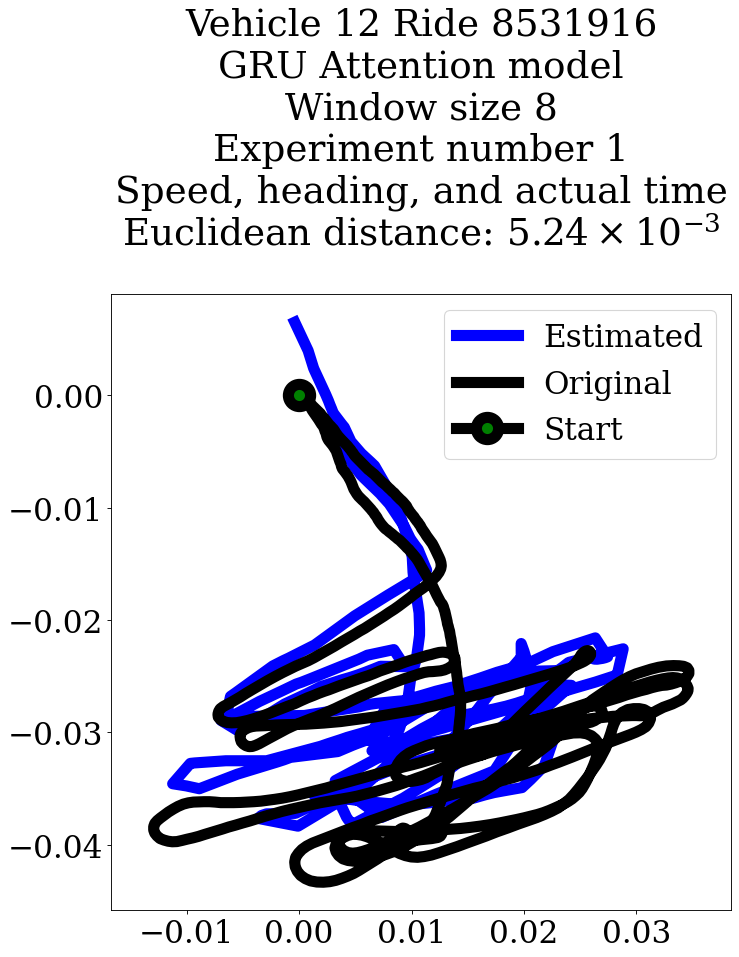 Vehicle 12 Ride 8531916
GRU Attention model
Window size 8
Experiment number 1
Speed, heading, and actual time
Euclidean distance: 5.24 × 10⁻³
Estimated
Original
Start
0.00
−0.01
−0.02
−0.03
−0.04
−0.01 0.00 0.01 0.02 0.03